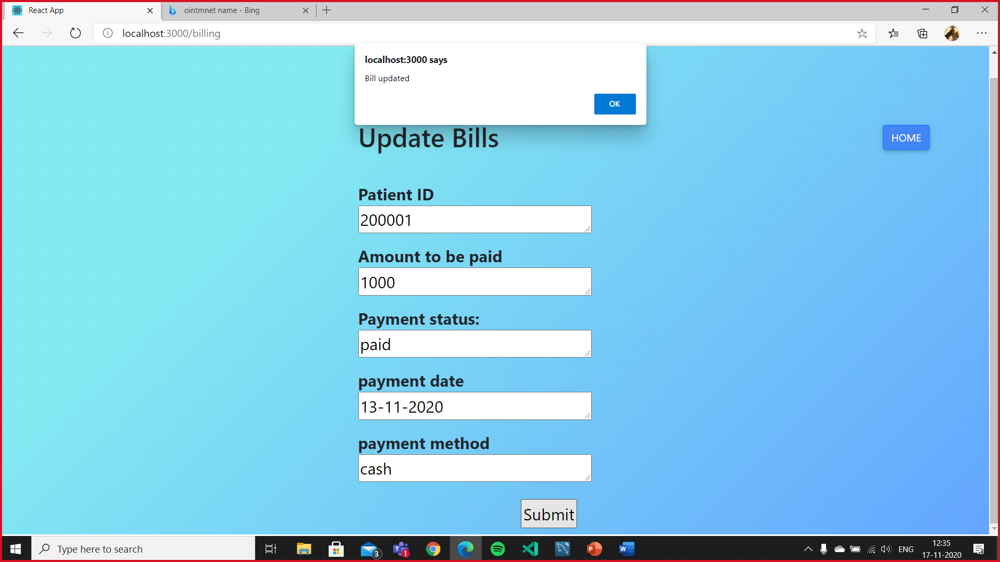 React App
ointmnet name - Bing
localhost:3000/billing
localhost:3000 says
Bill updated
OK
Update Bills
HOME
Patient ID
200001
Amount to be paid
1000
Payment status:
paid
payment date
13-11-2020
payment method
cash
Submit
Type here to search
3
T
1
P
W
ENG
12:35
17-11-2020